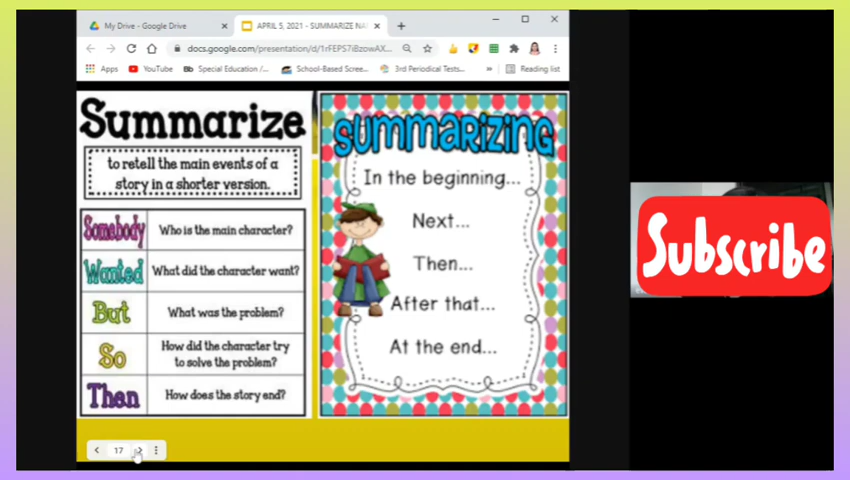 My Drive - Google Drive
APRIL 5, 2021 - SUMMARIZE NA
docs.google.com/presentation/d/1rFEPS7i8zowAX...
Apps
YouTube
Special Education /...
School-Based Scree...
3rd Periodical Tests...
Reading list
Summarize
to retell the main events of a
story in a shorter version.
Somebody
Who is the main character?
Wanted
What did the character want?
But
What was the problem?
So
How did the character try
to solve the problem?
Then
How does the story end?
SUMMARIZING
In the beginning...
Next...
Then...
After that...
At the end...
17
Subscribe